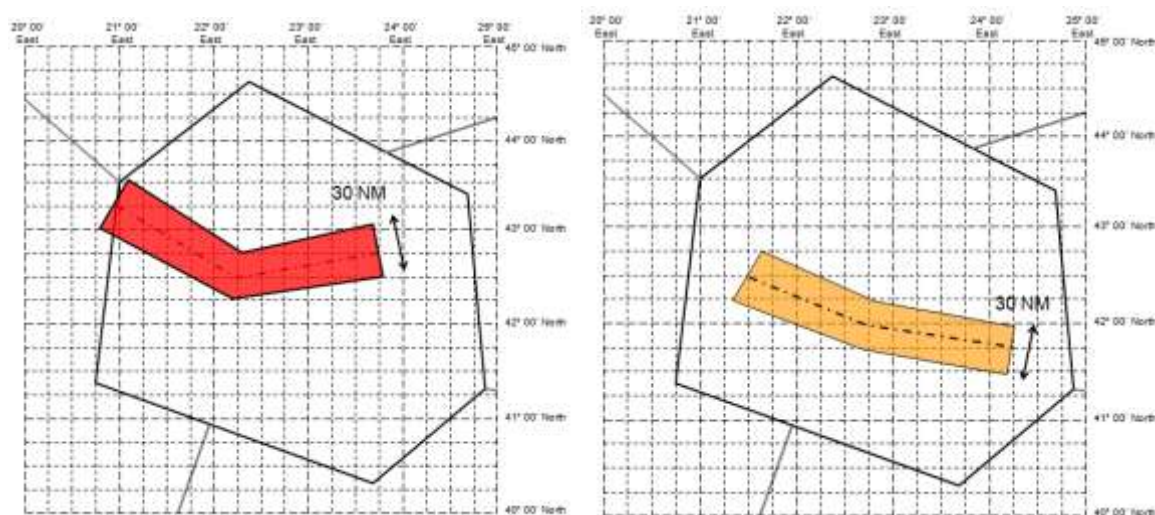 20° 00' 21° 00' 22° 00' 23° 00' 24° 00' 25° 00'
East East East East East East
45° 00' North
44° 00' North
30 NM
43° 00' North
42° 00' North
41° 00' North
40° 00' North
20° 00' 21° 00' 22° 00' 23° 00' 24° 00' 25° 00'
East East East East East East
45° 00' North
44° 00' North
43° 00' North
30 NM
42° 00' North
41° 00' North
40° 00' North